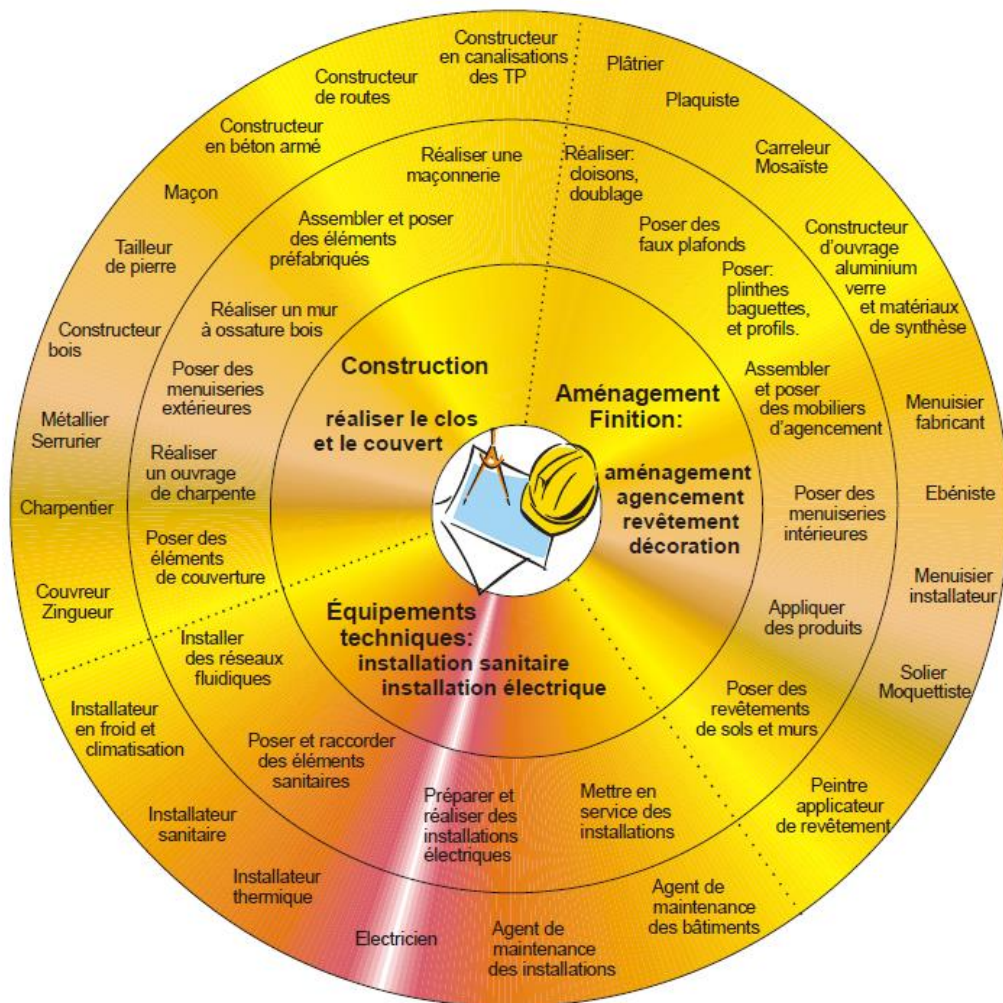 Construction
réaliser le clos
et le couvert
Aménagement
Finition:
aménagement
agencement
revêtement
décoration
Équipements
techniques:
installation sanitaire
installation électrique
Réaliser une
maçonnerie
Assembler et poser
des éléments
préfabriqués
Réaliser un mur
à ossature bois
Poser des
menuiseries
extérieures
Réaliser
un ouvrage
de charpente
Poser des
éléments
de couverture
Réaliser:
cloisons,
doublage
Poser des
faux plafonds
Poser:
plinthes
baguettes,
et profils.
Assembler
et poser
des mobiliers
d'agencement
Poser des
menuiseries
intérieures
Appliquer
des produits
Poser des
revêtements
de sols et murs
Mettre en
service des
installations
Préparer et
réaliser des
installations
électriques
Poser et raccorder
des éléments
sanitaires
Installer
des réseaux
fluidiques
Constructeur
en canalisations
des TP
Constructeur
de routes
Constructeur
en béton armé
Maçon
Tailleur
de pierre
Constructeur
bois
Métallier
Serrurier
Charpentier
Couvreur
Zingueur
Plâtrier
Plaquiste
Carreleur
Mosaïste
Constructeur
d'ouvrage
aluminium
verre
et matériaux
de synthèse
Menuisier
fabricant
Ebéniste
Menuisier
installateur
Solier
Moquettiste
Peintre
applicateur
de revêtement
Agent de
maintenance
des bâtiments
Agent de
maintenance
des installations
Electricien
Installateur
thermique
Installateur
sanitaire
Installateur
en froid et
climatisation